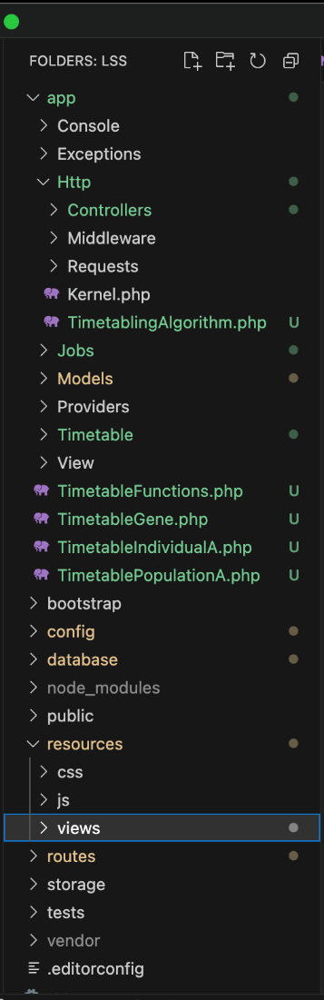 FOLDERS: LSS
app
Console
Exceptions
Http
Controllers
Middleware
Requests
Kernel.php
TimetablingAlgorithm.php U
Jobs
Models
Providers
Timetable
View
TimetableFunctions.php U
TimetableGene.php U
TimetableIndividualA.php U
TimetablePopulationA.php U
bootstrap
config
database
node_modules
public
resources
css
js
views
routes
storage
tests
vendor
.editorconfig